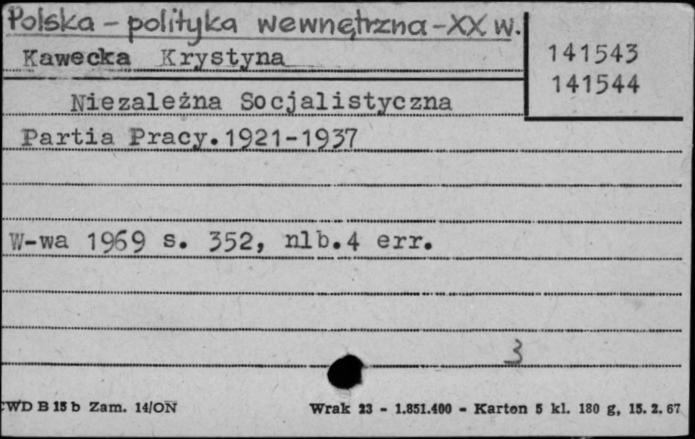 Polska - polityka wewnętrzna - XX w.
Kawecka Krystyna
141543
141544
Niezależna Socjalistyczna
Partia Pracy.1921-1937
W-wa 1969 s. 352, nlb.4 err.
3
CWD B 15 b Zam. 14/ON Wrak 23 - 1.851.400 - Karton 5 kl. 180 g, 15. 2. 67